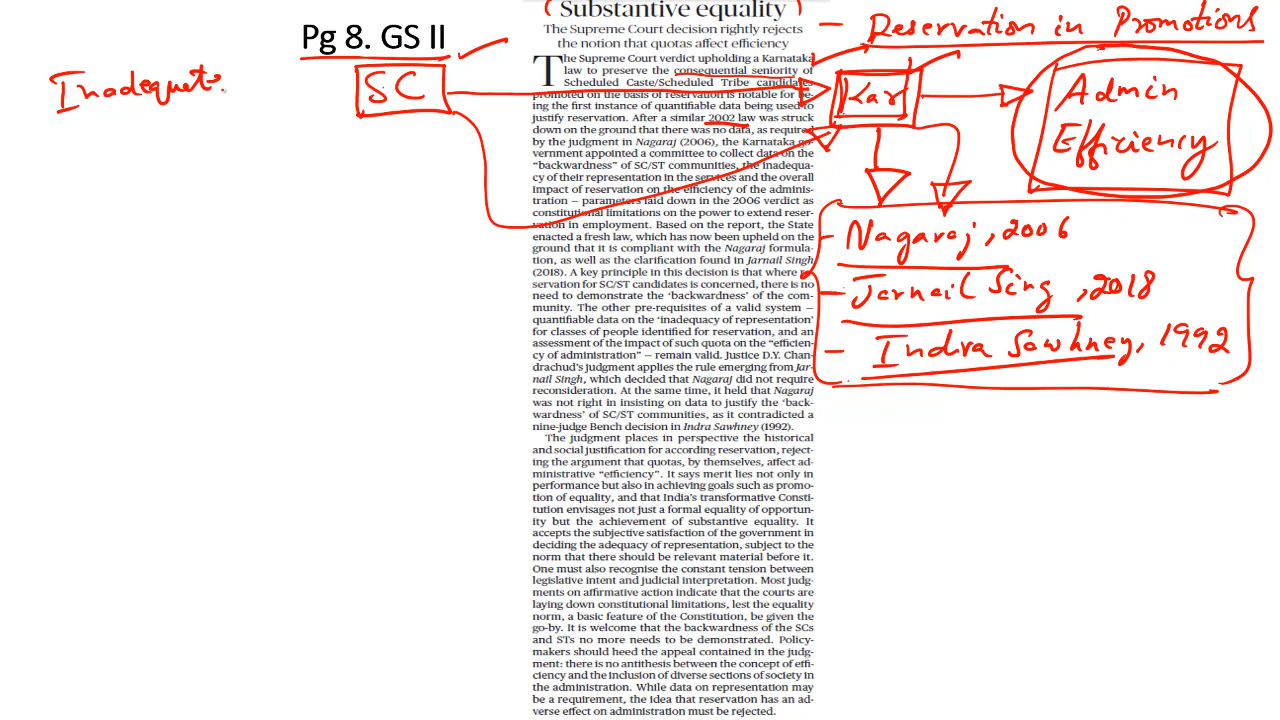 (Substantive equality)
The Supreme Court decision rightly rejects
the notion that quotas affect efficiency
The Supreme Court verdict upholding a Karnataka
law to preserve the consequential seniority of
Scheduled Caste/Scheduled Tribe candidates
promoted on the basis of reservation is notable for be-
ing the first instance of quantifiable data being used to
justify reservation. After a similar 2002 law was struck
down on the ground that there was no data, as required
by the judgment in Nagaraj (2006), the Karnataka go-
vernment appointed a committee to collect data on the
“backwardness” of SC/ST communities, the inadequa-
cy of their representation in the services and the overall
impact of reservation on the efficiency of the adminis-
tration – parameters laid down in the 2006 verdict as
constitutional limitations on the power to extend reser-
vation in employment. Based on the report, the State
enacted a fresh law, which has now been upheld on the
ground that it is compliant with the Nagaraj formula-
tion, as well as the clarification found in Jarnail Singh
(2018). A key principle in this decision is that where re-
servation for SC/ST candidates is concerned, there is no
need to demonstrate the ‘backwardness’ of the com-
munity. The other pre-requisites of a valid system –
quantifiable data on the ‘inadequacy of representation’
for classes of people identified for reservation, and an
assessment of the impact of such quota on the “efficien-
cy of administration” – remain valid. Justice D.Y. Chan-
drachud’s judgment applies the rule emerging from Jar-
nail Singh, which decided that Nagaraj did not require
reconsideration. At the same time, it held that Nagaraj
was not right in insisting on data to justify the ‘back-
wardness’ of SC/ST communities, as it contradicted a
nine-judge Bench decision in Indra Sawhney (1992).
The judgment places in perspective the historical
and social justification for according reservation, reject-
ing the argument that quotas, by themselves, affect ad-
ministrative “efficiency”. It says merit lies not only in
performance but also in achieving goals such as promo-
tion of equality, and that India’s transformative Consti-
tution envisages not just a formal equality of opportun-
ity but the achievement of substantive equality. It
accepts the subjective satisfaction of the government in
deciding the adequacy of representation, subject to the
norm that there should be relevant material before it.
One must also recognise the constant tension between
legislative intent and judicial interpretation. Most judg-
ments on affirmative action indicate that the courts are
laying down constitutional limitations, lest the equality
norm, a basic feature of the Constitution, be given the
go-by. It is welcome that the backwardness of the SCs
and STs no more needs to be demonstrated. Policy-
makers should heed the appeal contained in the judg-
ment: there is no antithesis between the concept of effi-
ciency and the inclusion of diverse sections of society in
the administration. While data on representation may
be a requirement, the idea that reservation has an ad-
verse effect on administration must be rejected.
Pg 8. GS II
Inadequet
SC
- Reservation in Promotions
Kar
Admin
Efficiency
- Nagaraj, 2006
- Jarnail Sing, 2018
- Indra Sawhney, 1992